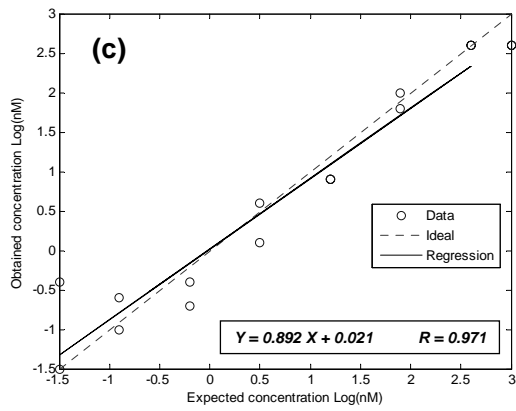 (c)
3
2.5
2
1.5
1
0.5
0
-0.5
-1
-1.5
Obtained concentration Log(nM)
Data
Ideal
Regression
Y = 0.892 X + 0.021 R = 0.971
-1.5 -1 -0.5 0 0.5 1 1.5 2 2.5 3
Expected concentration Log(nM)